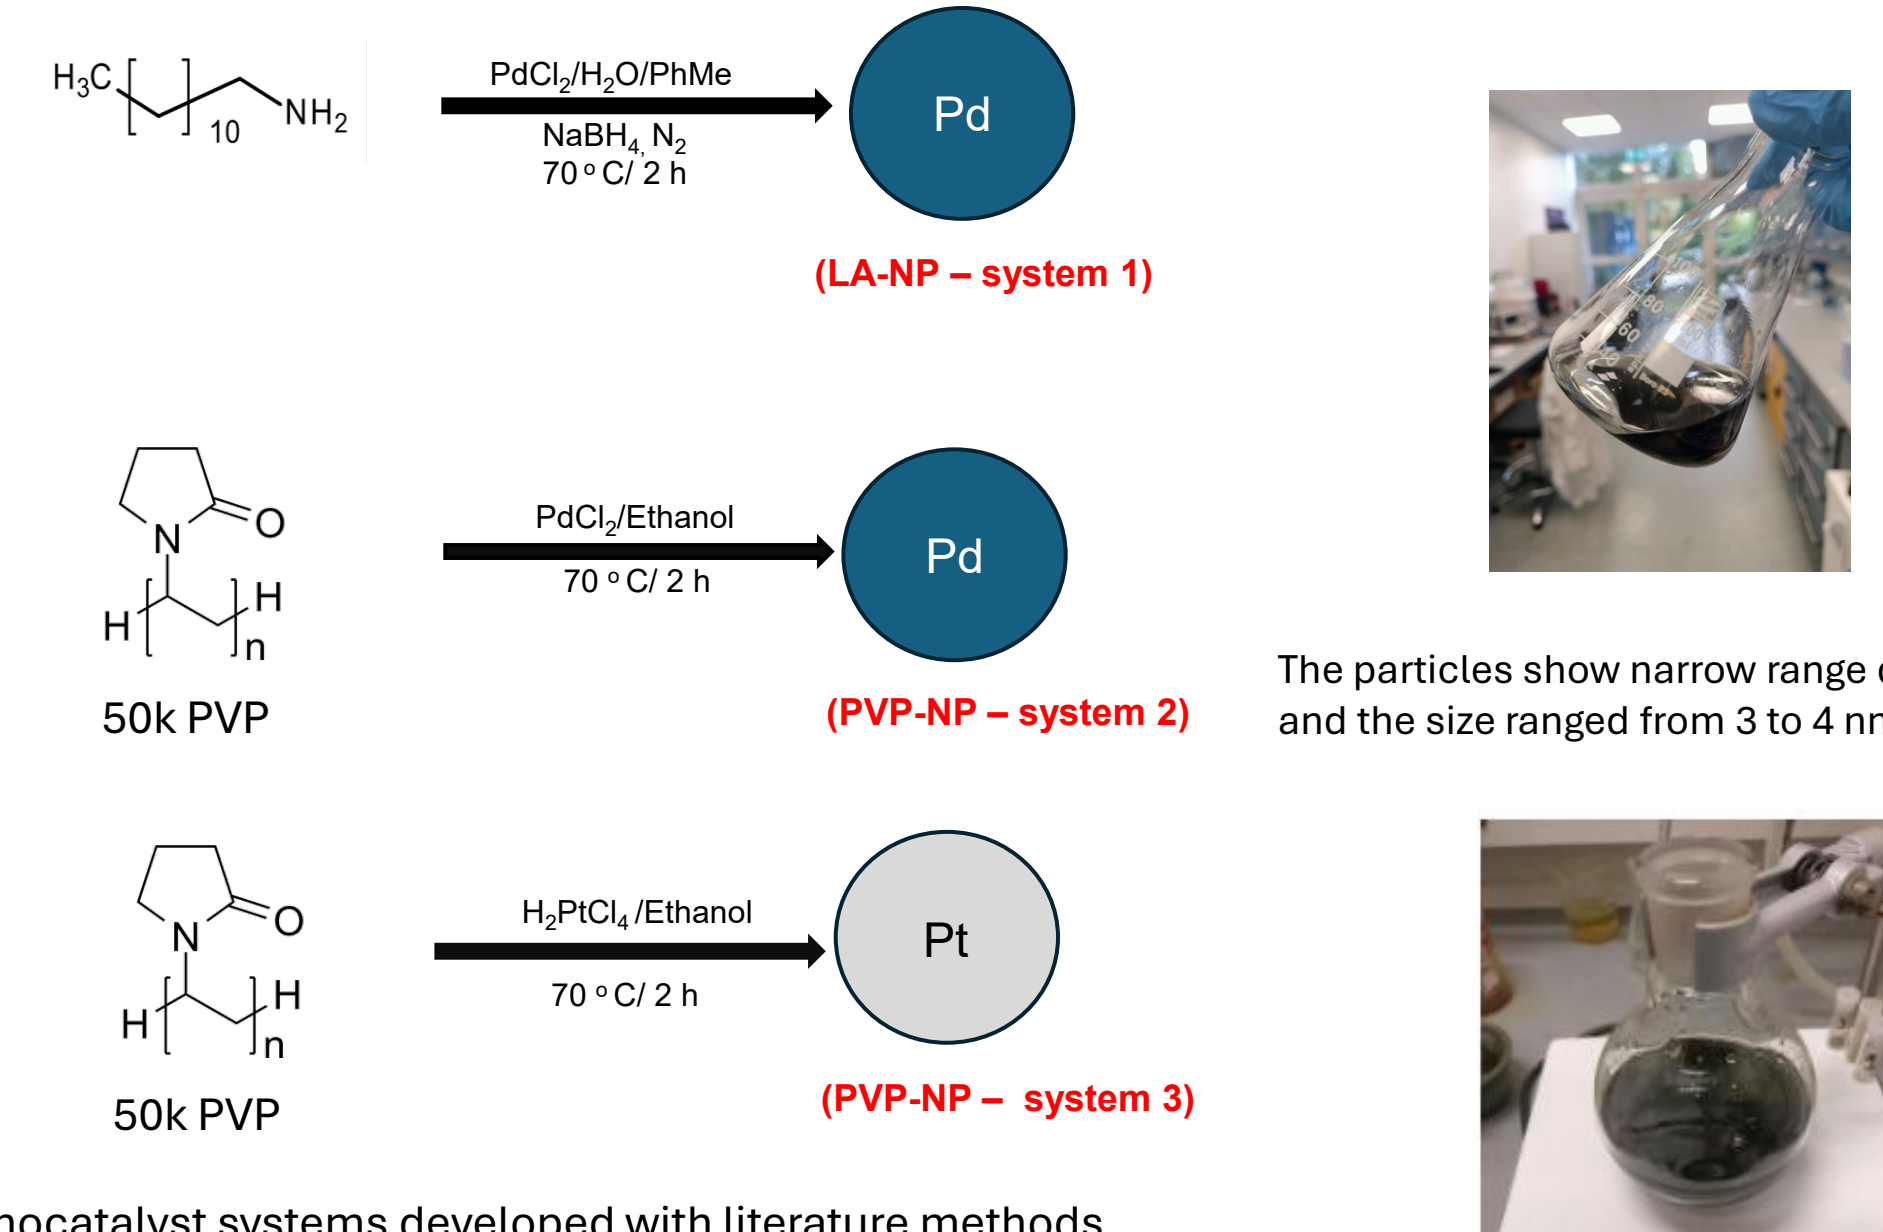 H₃C
10
NH₂
PdCl₂/H₂O/PhMe
NaBH₄, N₂
70 º C/ 2 h
Pd
(LA-NP – system 1)
N
O
H
H
n
50k PVP
PdCl₂/Ethanol
70 º C/ 2 h
Pd
(PVP-NP – system 2)
The particles show narrow range
and the size ranged from 3 to 4
N
O
H
H
n
50k PVP
H₂PtCl₄ /Ethanol
70 º C/ 2 h
Pt
(PVP-NP – system 3)
80
60
systems developed with literature methods